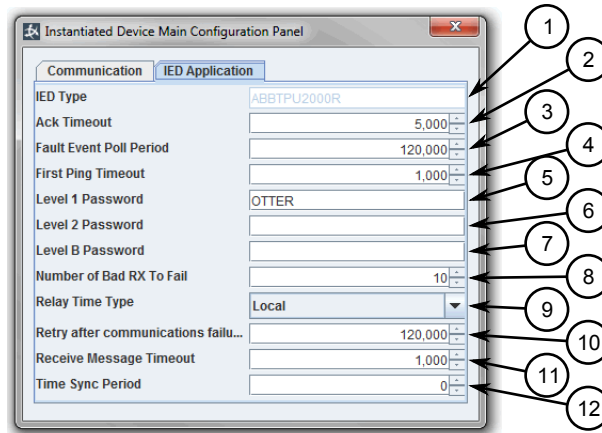 Instantiated Device Main Configuration Panel
Communication IED Application
IED Type ABBTPU2000R 1
Ack Timeout 5,000 2
Fault Event Poll Period 120,000 3
First Ping Timeout 1,000 4
Level 1 Password OTTER 5
Level 2 Password 6
Level B Password 7
Number of Bad RX To Fail 10 8
Relay Time Type Local 9
Retry after communications failu... 120,000 10
Receive Message Timeout 1,000 11
Time Sync Period 0 12